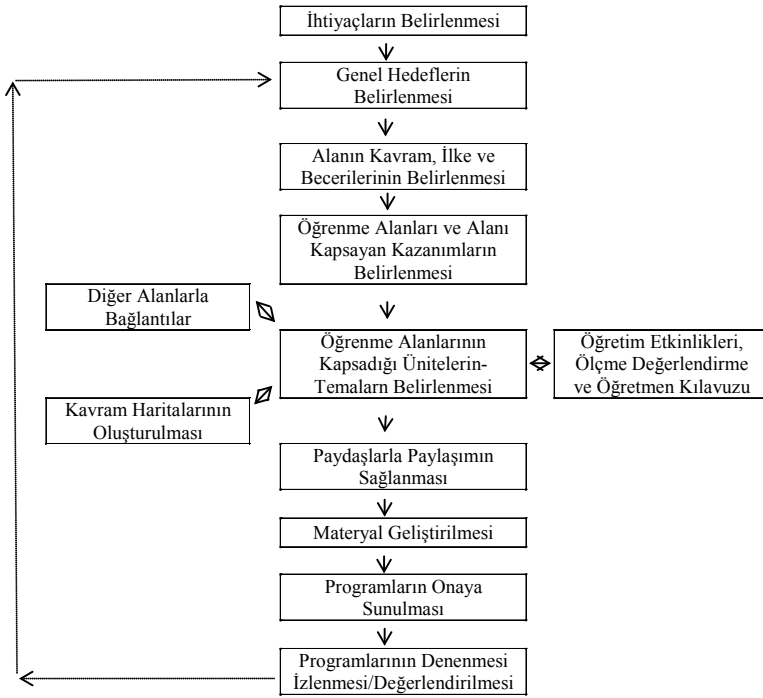 İhtiyaçların Belirlenmesi
Genel Hedeflerin
Belirlenmesi
Alanın Kavram, İlke ve
Becerilerinin Belirlenmesi
Öğrenme Alanları ve Alanı
Kapsayan Kazanımların
Belirlenmesi
Diğer Alanlarla
Bağlantılar
Öğrenme Alanlarının
Kapsadığı Ünitelerin-
Temaların Belirlenmesi
Öğretim Etkinlikleri,
Ölçme Değerlendirme
ve Öğretmen Kılavuzu
Kavram Haritalarının
Oluşturulması
Paydaşlarla Paylaşımın
Sağlanması
Materyal Geliştirilmesi
Programların Onaya
Sunulması
Programlarının Denenmesi
İzlenmesi/Değerlendirilmesi